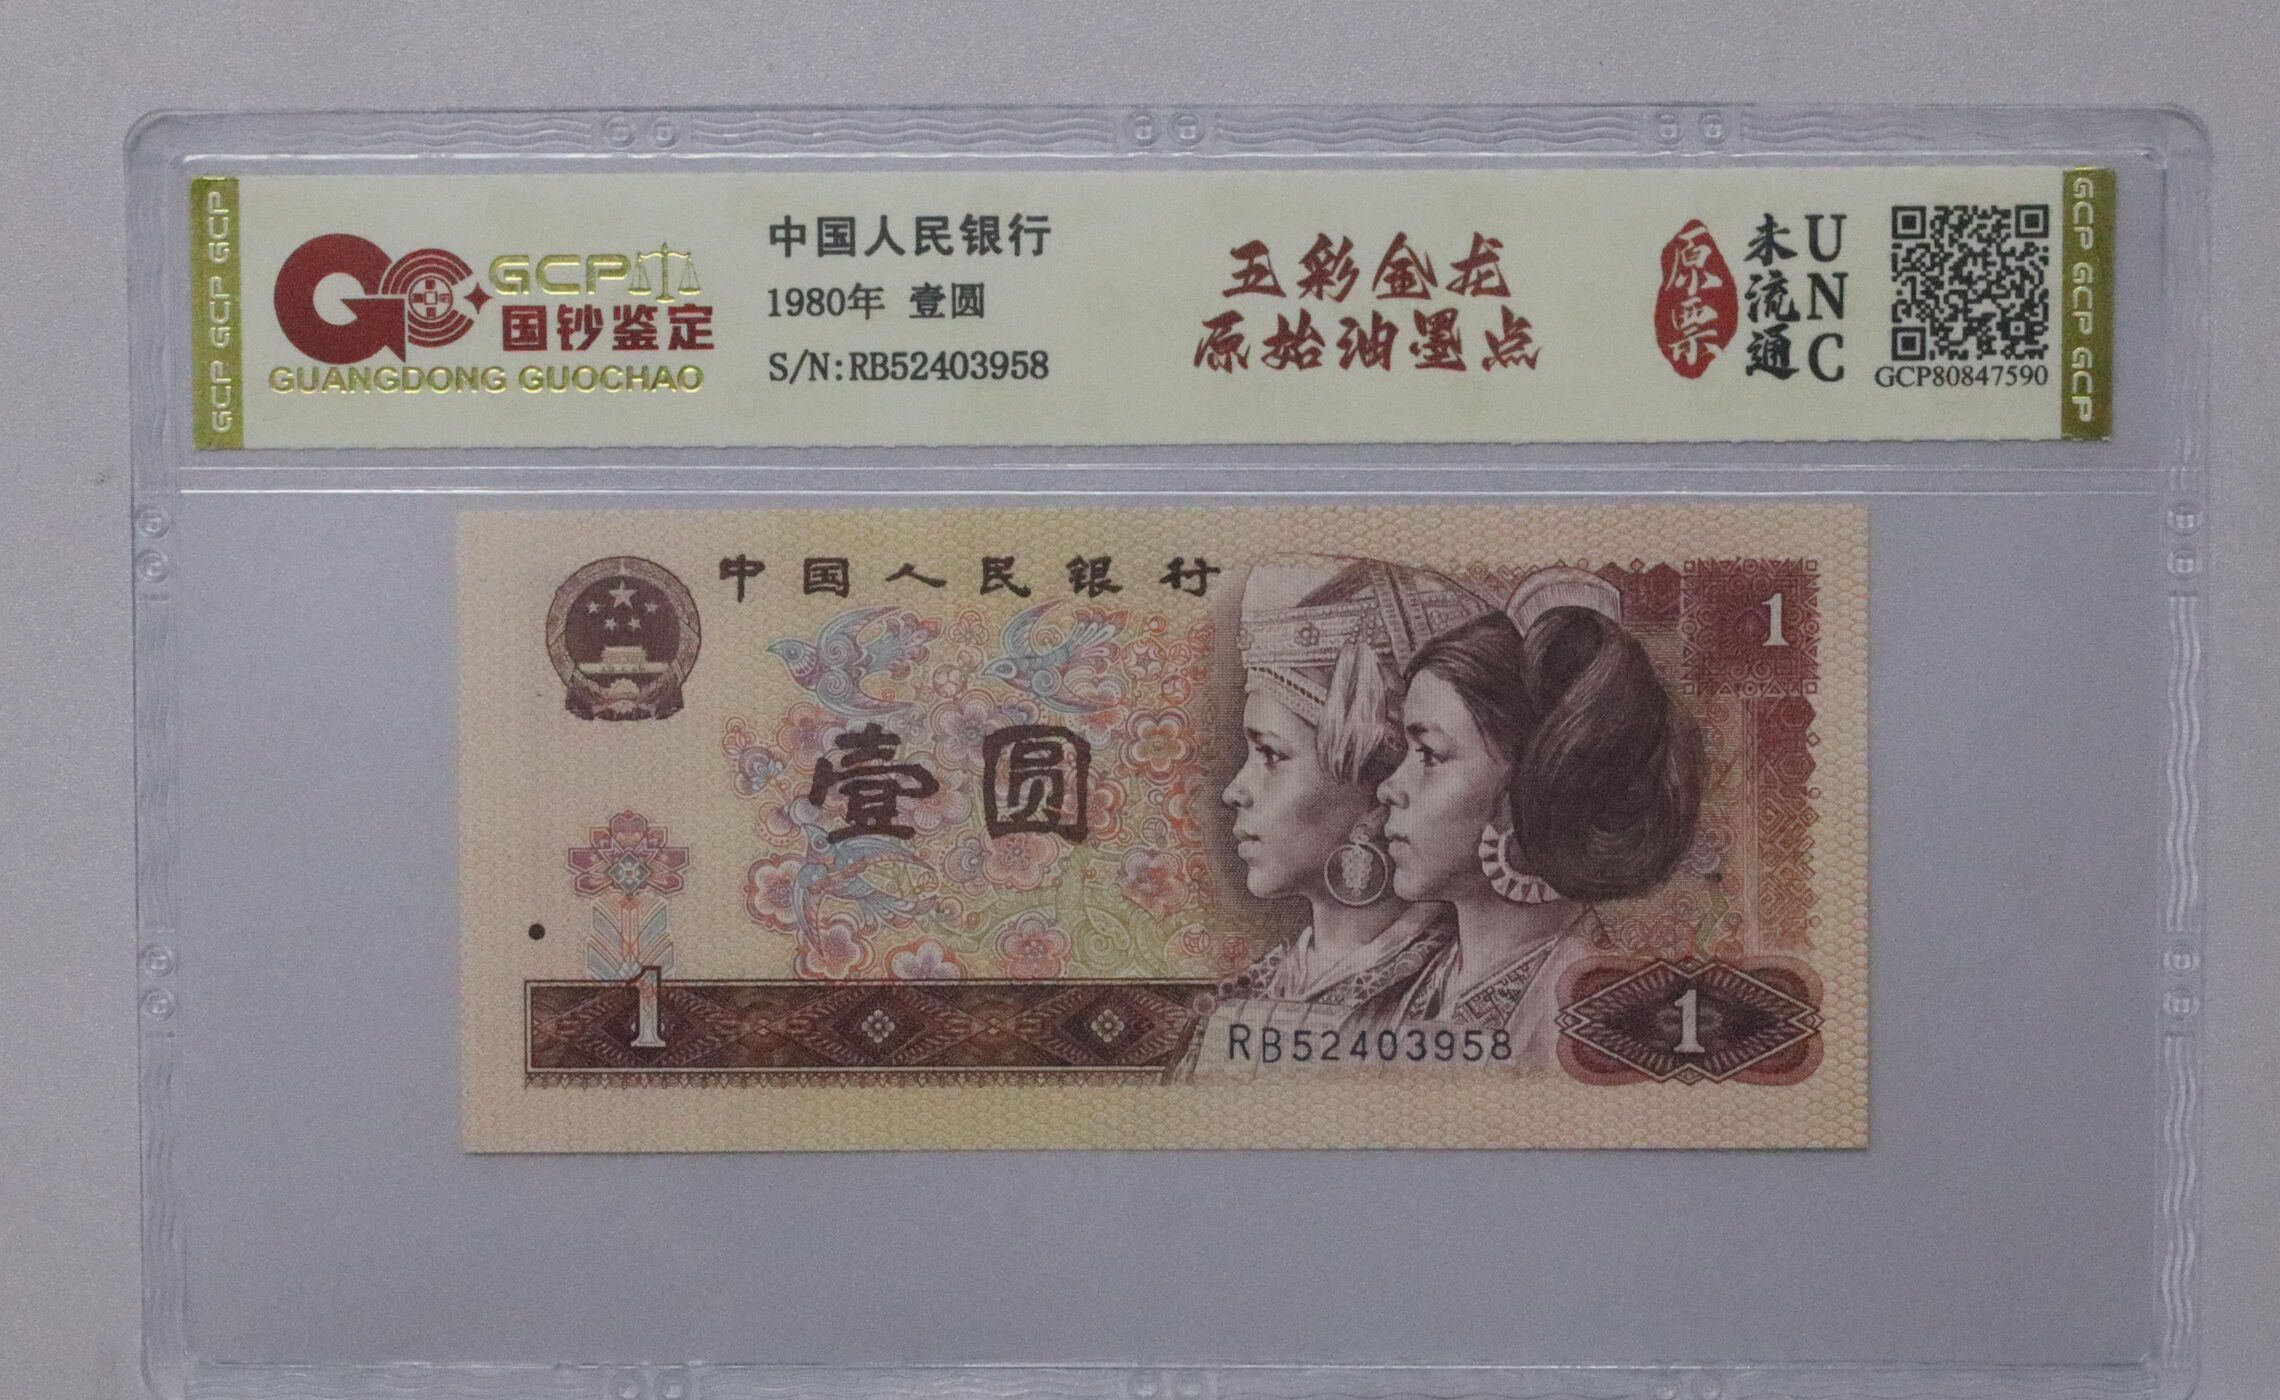 GCP GCP GCP
GCP
国钞鉴定
GUANGDONG GUOCHAO
中国人民银行
1980年 壹圆
S/N:RB52403958
五彩金龙
原始油墨点
原票
未流通
UNC
GCP80847590
GCP GCP GCP
中国人民银行
1
壹圆
1
RB52403958
1